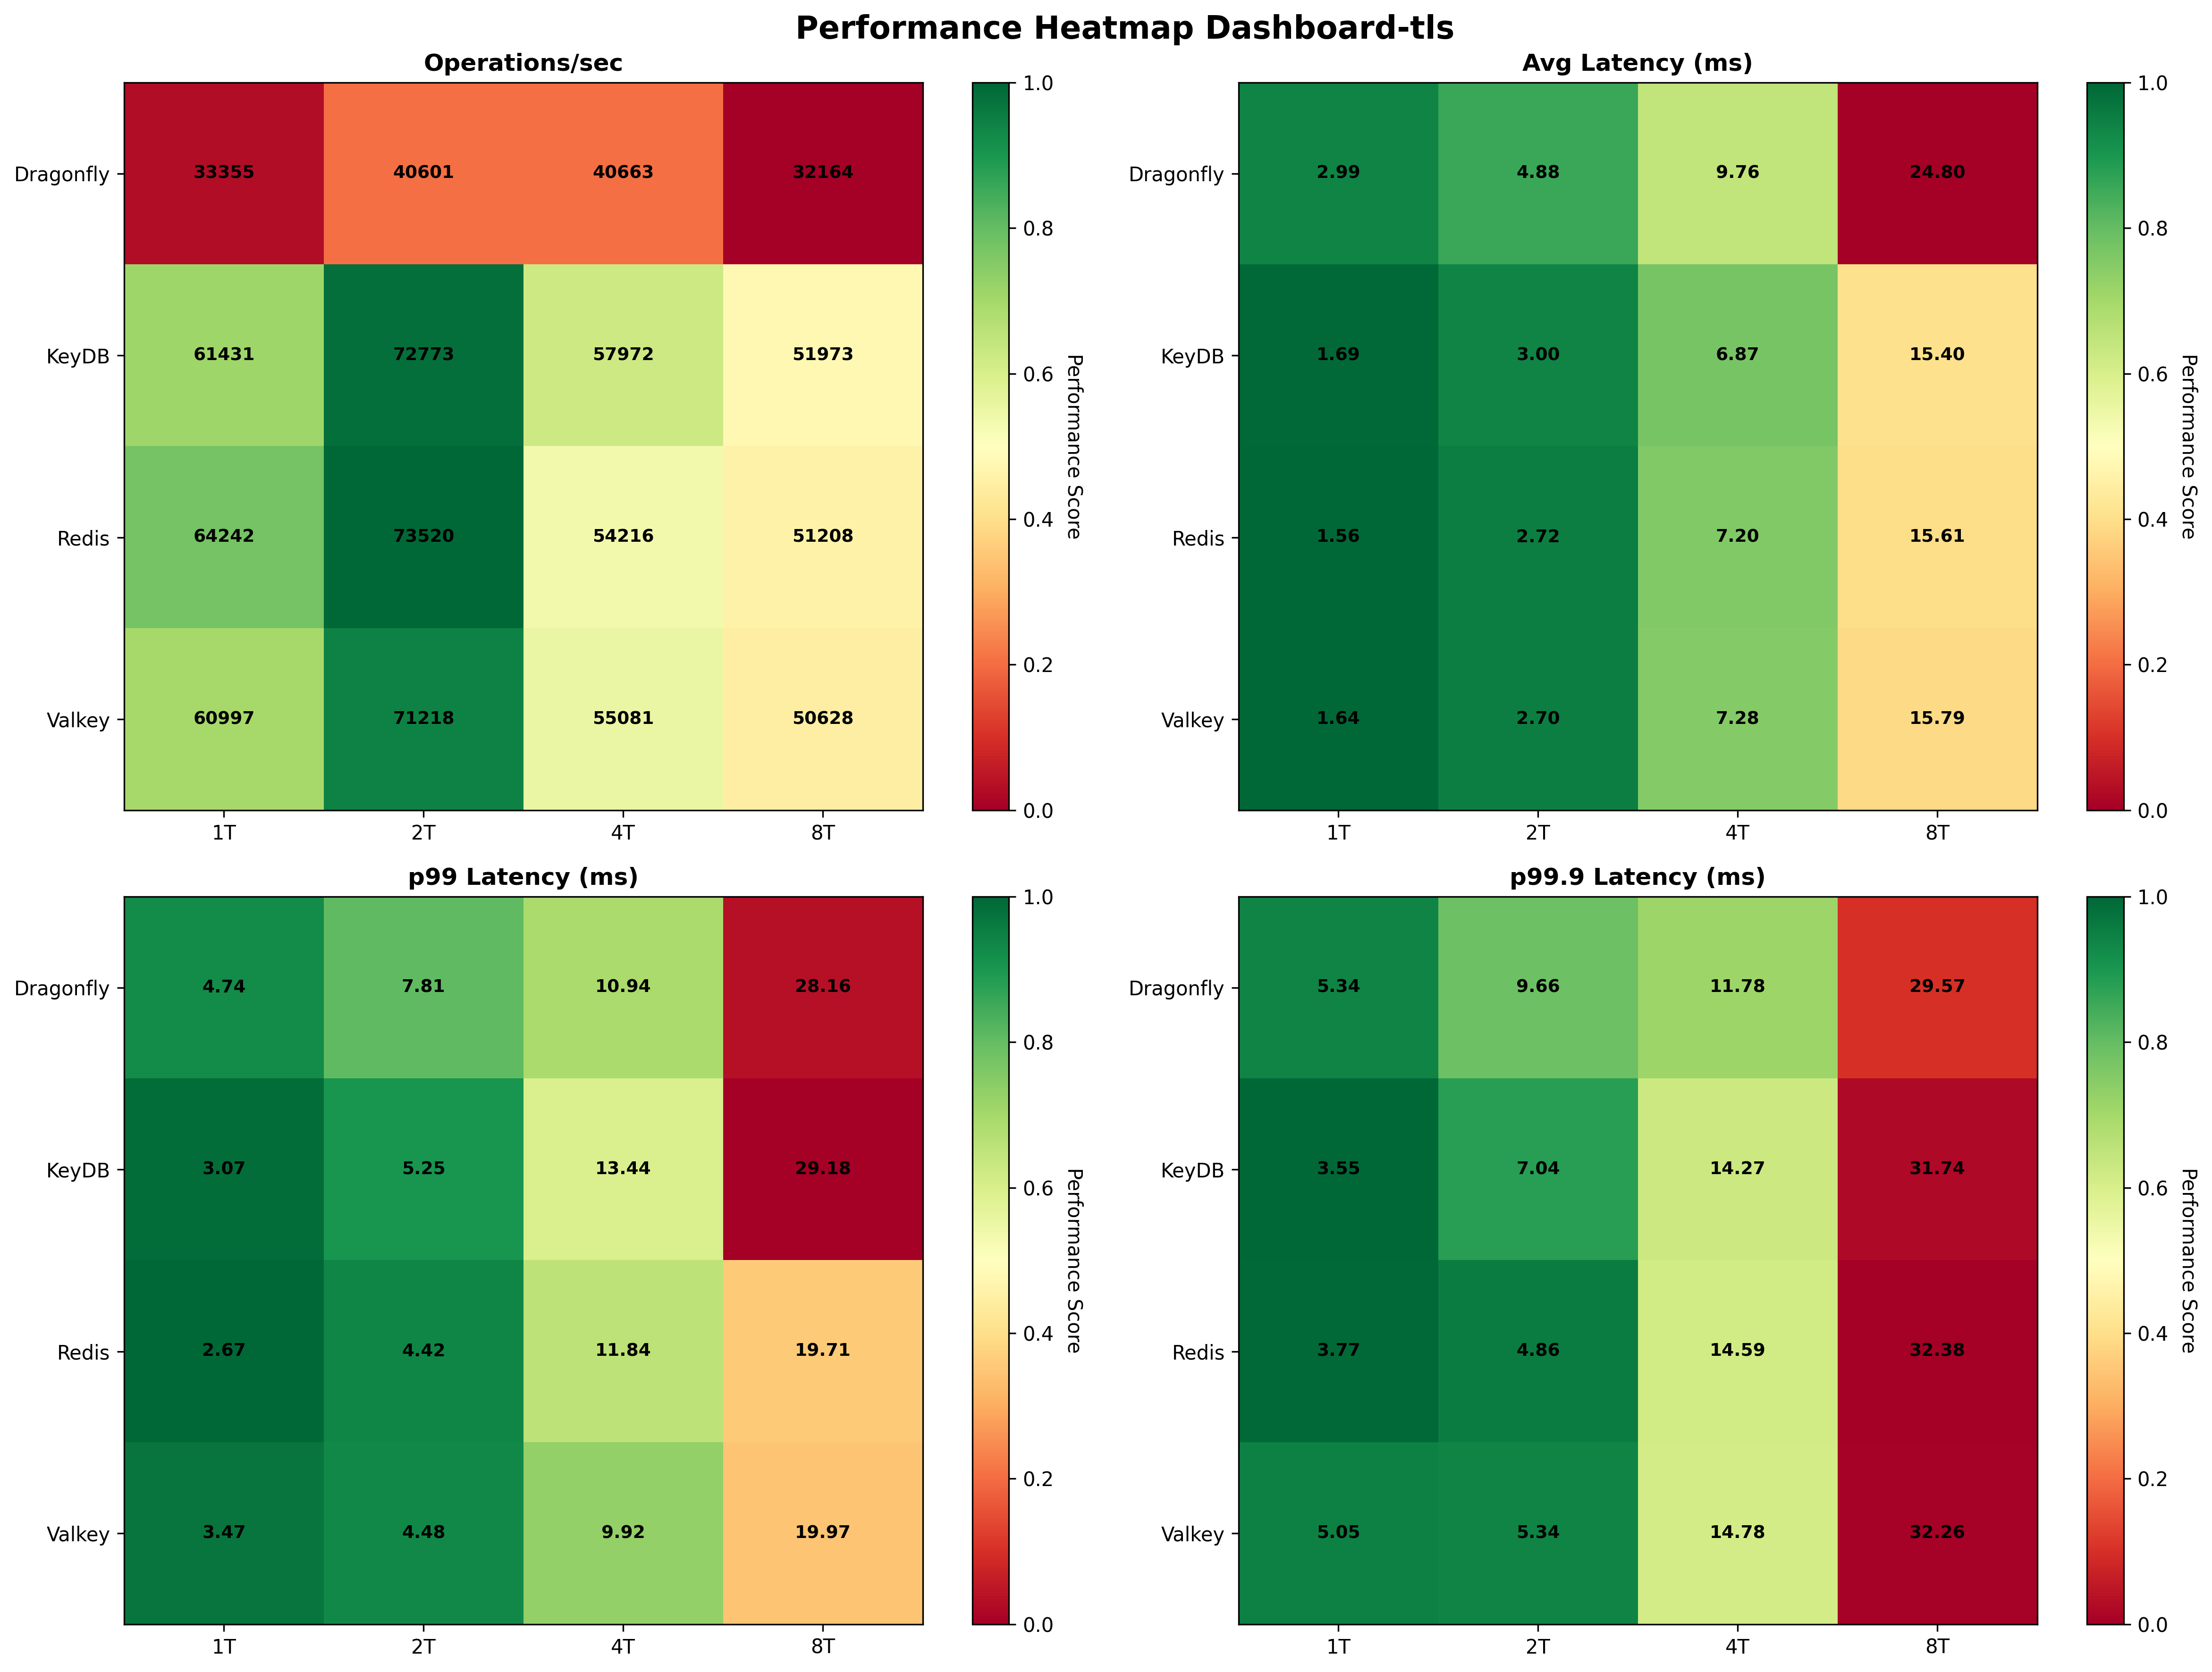 Performance Heatmap Dashboard-tls
Operations/sec
Dragonfly 33355 40601 40663 32164
KeyDB 61431 72773 57972 51973
Redis 64242 73520 54216 51208
Valkey 60997 71218 55081 50628
1T 2T 4T 8T
1.0
0.8
0.6
0.4
0.2
0.0
Performance Score
Avg Latency (ms)
Dragonfly 2.99 4.88 9.76 24.80
KeyDB 1.69 3.00 6.87 15.40
Redis 1.56 2.72 7.20 15.61
Valkey 1.64 2.70 7.28 15.79
1T 2T 4T 8T
1.0
0.8
0.6
0.4
0.2
0.0
Performance Score
p99 Latency (ms)
Dragonfly 4.74 7.81 10.94 28.16
KeyDB 3.07 5.25 13.44 29.18
Redis 2.67 4.42 11.84 19.71
Valkey 3.47 4.48 9.92 19.97
1T 2T 4T 8T
1.0
0.8
0.6
0.4
0.2
0.0
Performance Score
p99.9 Latency (ms)
Dragonfly 5.34 9.66 11.78 29.57
KeyDB 3.55 7.04 14.27 31.74
Redis 3.77 4.86 14.59 32.38
Valkey 5.05 5.34 14.78 32.26
1T 2T 4T 8T
1.0
0.8
0.6
0.4
0.2
0.0
Performance Score